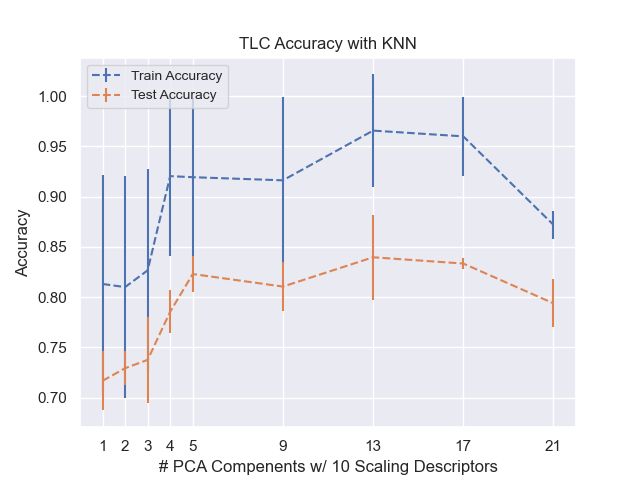 TLC Accuracy with KNN
Train Accuracy
Test Accuracy
1.00
0.95
0.90
0.85
0.80
0.75
0.70
Accuracy
1 2 3 4 5 9 13 17 21
# PCA Compenents w/ 10 Scaling Descriptors